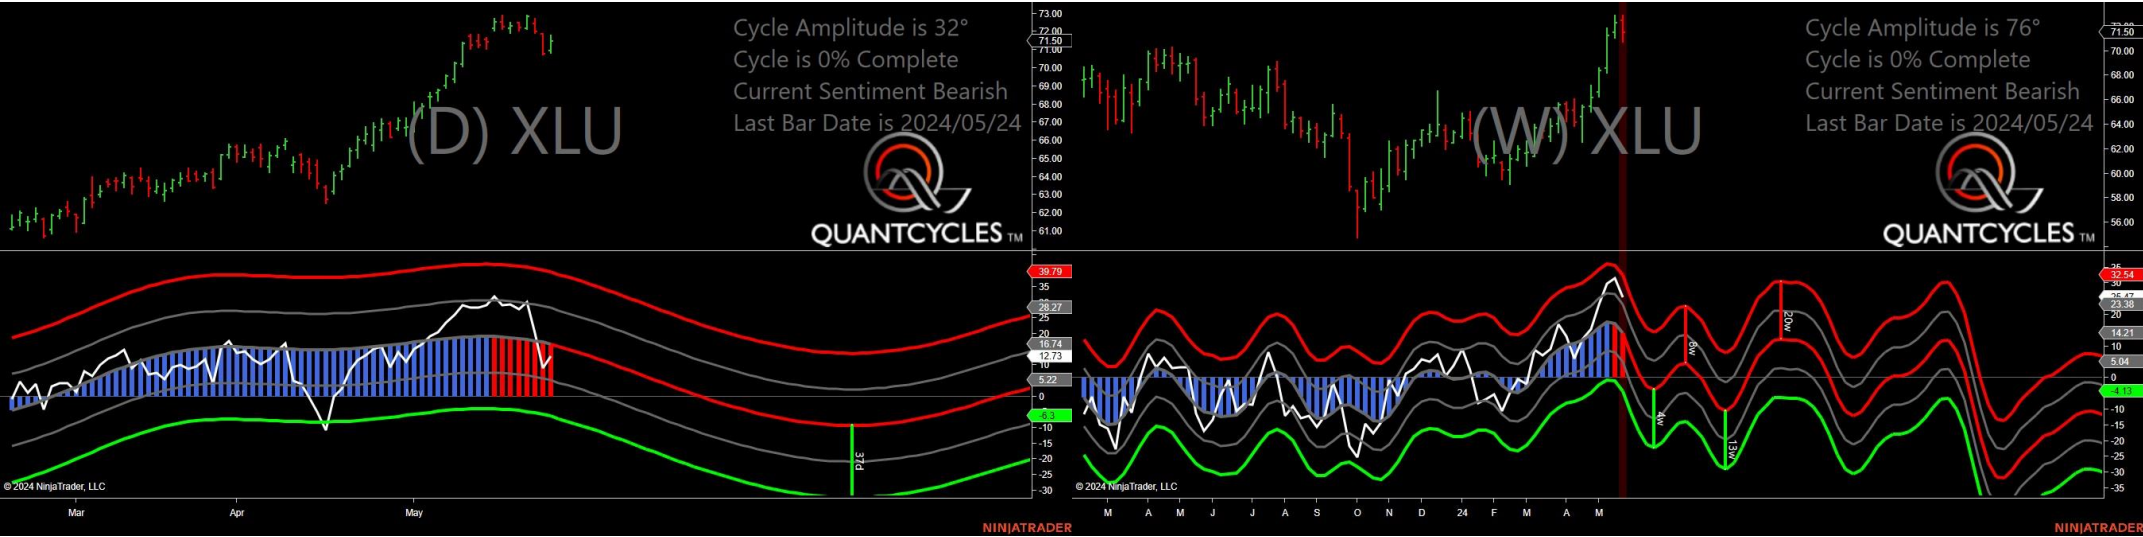 Cycle Amplitude is 32°
Cycle is 0% Complete
Current Sentiment Bearish
Last Bar Date is 2024/05/24
(D) XLU
QUANTCYCLES TM
73.00
72.00
71.50
71.00
70.00
69.00
68.00
67.00
66.00
65.00
64.00
63.00
62.00
61.00
39.79
35
28.27
25
20
16.74
12.73
10
5.22
0
-6.3
-10
-15
-20
-25
-30
37d
© 2024 NinjaTrader, LLC
Mar Apr May
NINJATRADER
Cycle Amplitude is 76°
Cycle is 0% Complete
Current Sentiment Bearish
Last Bar Date is 2024/05/24
(W) XLU
QUANTCYCLES TM
71.50
70.00
68.00
66.00
64.00
62.00
60.00
58.00
56.00
32.54
30
23.38
20
14.21
10
5.04
0
-4.13
-10
-15
-20
-25
-30
-35
4w
8w
13w
20w
© 2024 NinjaTrader, LLC
M A M J J A S O N D 24 F M A M
NINJATRADER